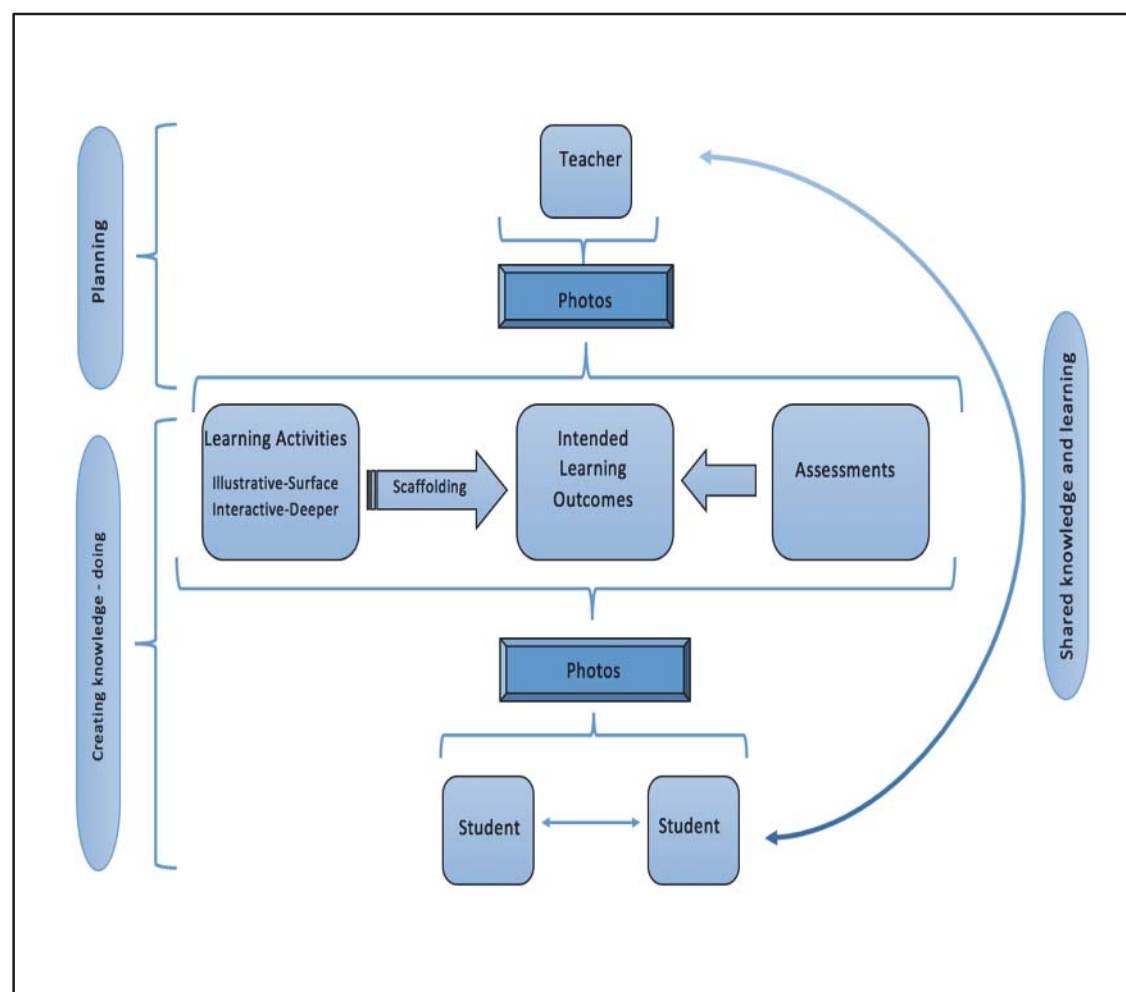 Planning
Teacher
Photos
Learning Activities
Illustrative-Surface
Interactive-Deeper
Scaffolding
Intended
Learning
Outcomes
Assessments
Creating knowledge - doing
Photos
Student
Student
Shared knowledge and learning